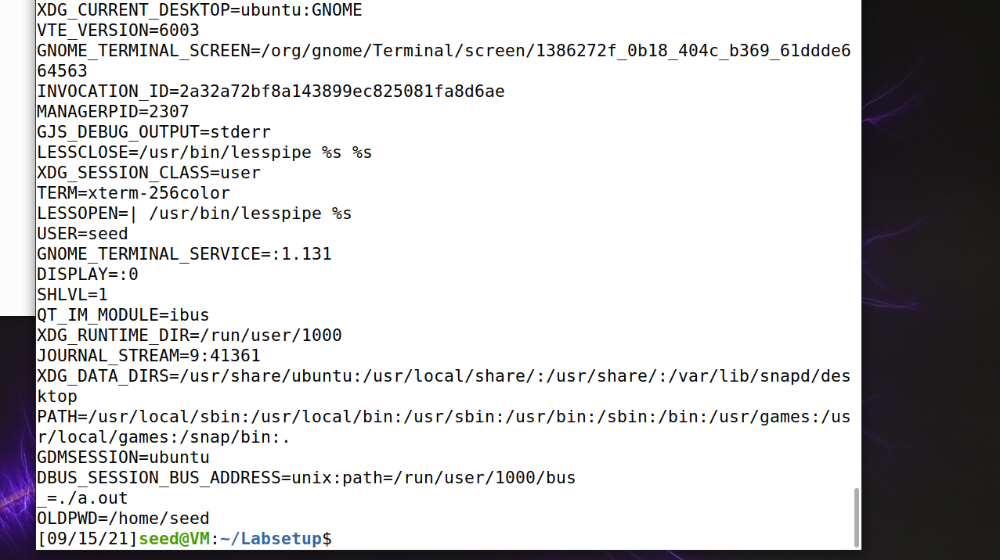 XDG_CURRENT_DESKTOP=ubuntu:GNOME
VTE_VERSION=6003
GNOME_TERMINAL_SCREEN=/org/gnome/Terminal/screen/1386272f_0b18_404c_b369_61ddde6
64563
INVOCATION_ID=2a32a72bf8a143899ec825081fa8d6ae
MANAGERPID=2307
GJS_DEBUG_OUTPUT=stderr
LESSCLOSE=/usr/bin/lesspipe %s %s
XDG_SESSION_CLASS=user
TERM=xterm-256color
LESSOPEN=| /usr/bin/lesspipe %s
USER=seed
GNOME_TERMINAL_SERVICE=:1.131
DISPLAY=:0
SHLVL=1
QT_IM_MODULE=ibus
XDG_RUNTIME_DIR=/run/user/1000
JOURNAL_STREAM=9:41361
XDG_DATA_DIRS=/usr/share/ubuntu:/usr/local/share/:/usr/share/:/var/lib/snapd/des
ktop
PATH=/usr/local/sbin:/usr/local/bin:/usr/sbin:/usr/bin:/sbin:/bin:/usr/games:/us
r/local/games:/snap/bin:.
GDMSESSION=ubuntu
DBUS_SESSION_BUS_ADDRESS=unix:path=/run/user/1000/bus
_=./a.out
OLDPWD=/home/seed
[09/15/21]seed@VM:~/Labsetup$